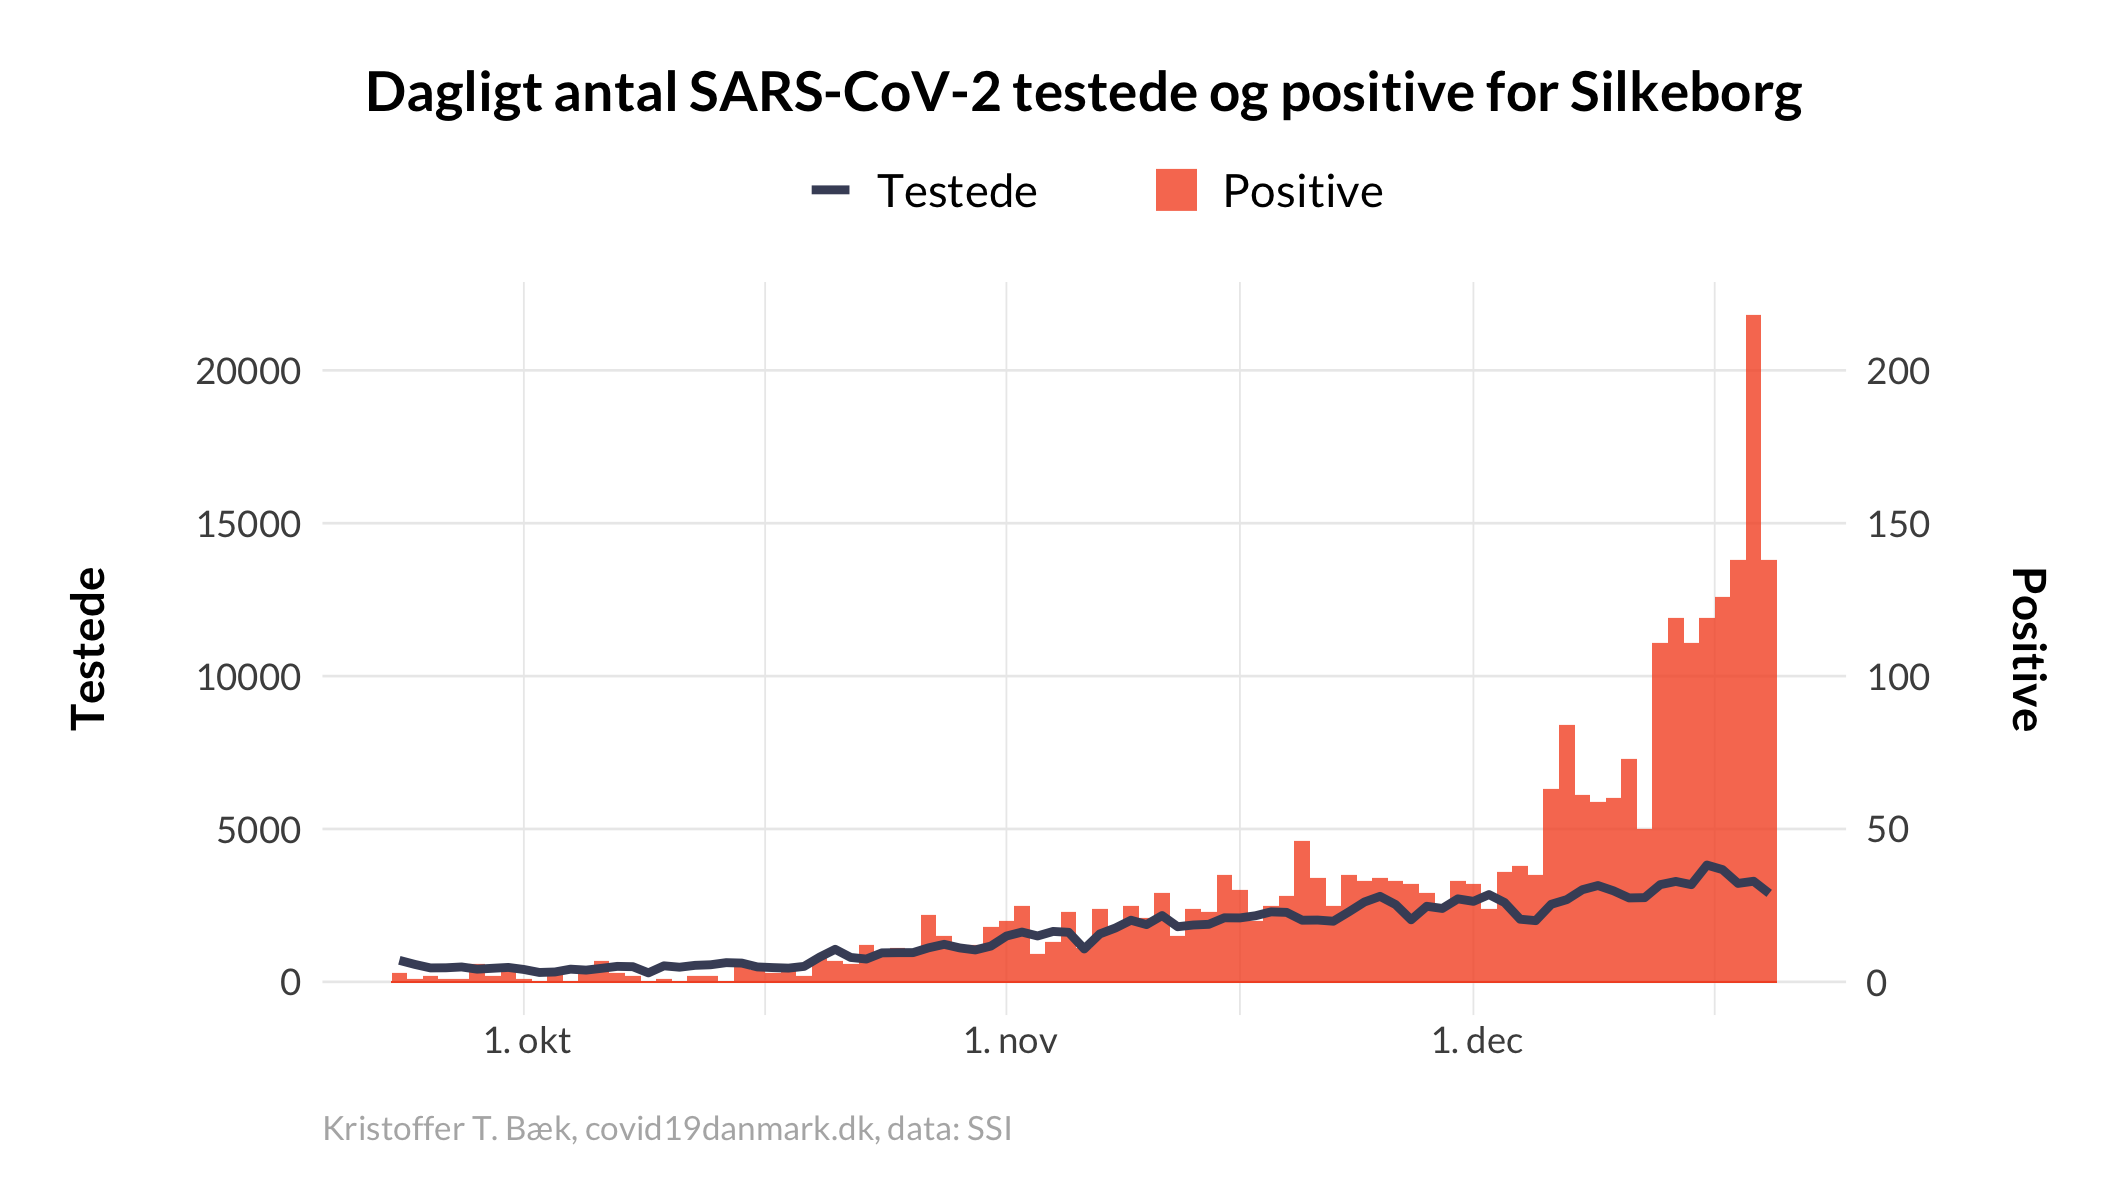 Dagligt antal SARS-CoV-2 testede og positive for Silkeborg
Testede
Positive
Testede
20000
15000
10000
5000
0
200
150
100
50
0
Positive
1. okt
1. nov
1. dec
Kristoffer T. Bæk, covid19danmark.dk, data: SSI